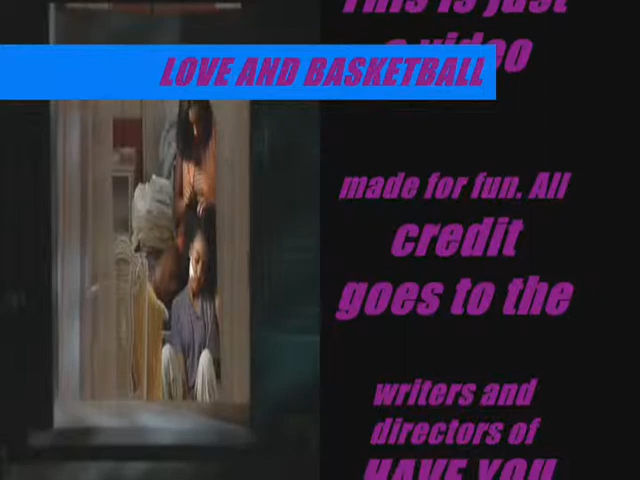 This is just
a video
LOVE AND BASKETBALL
made for fun. All
credit
goes to the
writers and
directors of
HAVE YOU